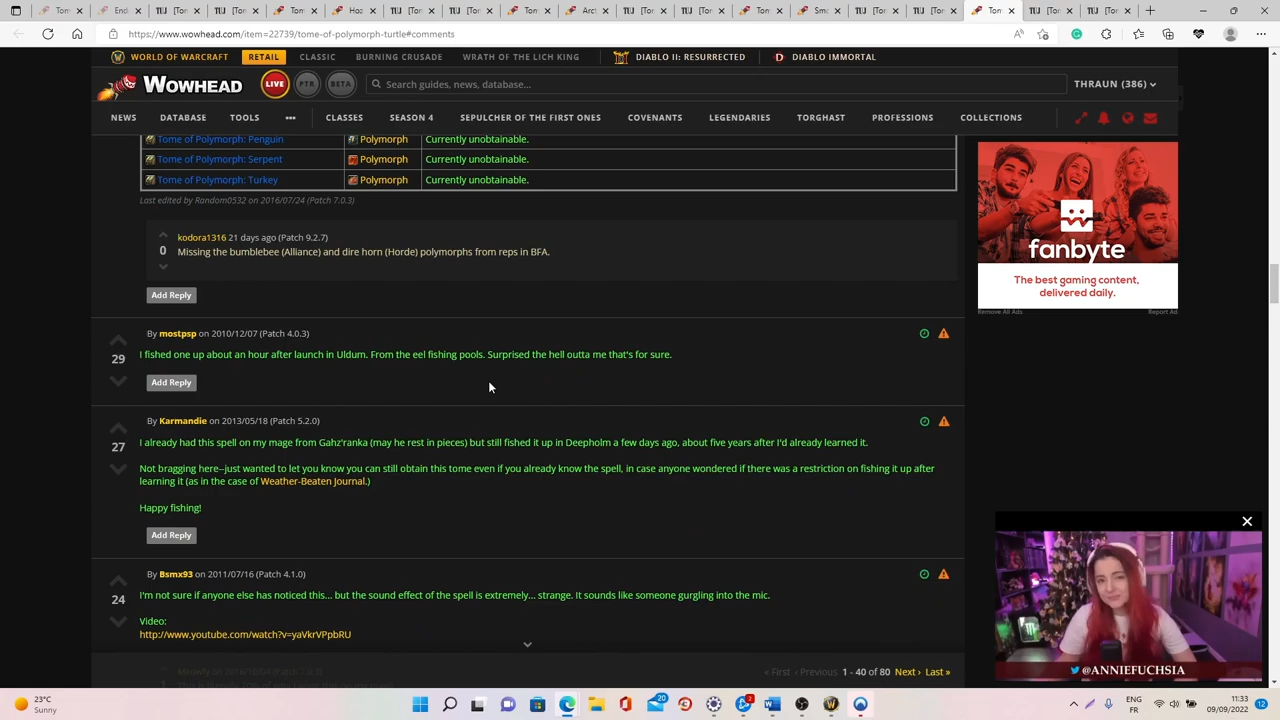 https://www.wowhead.com/item=22739/tome-of-polymorph-turtle#comments
WORLD OF WARCRAFT RETAIL CLASSIC BURNING CRUSADE WRATH OF THE LICH KING DIABLO II: RESURRECTED DIABLO IMMORTAL
WOWHEAD LIVE PTR BETA Search guides, news, database... THRAUN (386)
NEWS DATABASE TOOLS ••• CLASSES SEASON 4 SEPULCHER OF THE FIRST ONES COVENANTS LEGENDARIES TORGHAST PROFESSIONS COLLECTIONS
Tome of Polymorph: Penguin Polymorph Currently unobtainable.
Tome of Polymorph: Serpent Polymorph Currently unobtainable.
Tome of Polymorph: Turkey Polymorph Currently unobtainable.
Last edited by Random0532 on 2016/07/24 (Patch 7.0.3)
kodora1316 21 days ago (Patch 9.2.7)
0
Missing the bumblebee (Alliance) and dire horn (Horde) polymorphs from reps in BFA.
Add Reply
fanbyte
The best gaming content,
delivered daily.
Remove All Ads Report Ad
By mostpsp on 2010/12/07 (Patch 4.0.3)
29
I fished one up about an hour after launch in Uldum. From the eel fishing pools. Surprised the hell outta me that's for sure.
Add Reply
By Karmandie on 2013/05/18 (Patch 5.2.0)
27
I already had this spell on my mage from Gahz'ranka (may he rest in pieces) but still fished it up in Deepholm a few days ago, about five years after I'd already learned it.
Not bragging here--just wanted to let you know you can still obtain this tome even if you already know the spell, in case anyone wondered if there was a restriction on fishing it up after
learning it (as in the case of Weather-Beaten Journal.)
Happy fishing!
Add Reply
By Bsmx93 on 2011/07/16 (Patch 4.1.0)
24
I'm not sure if anyone else has noticed this... but the sound effect of the spell is extremely... strange. It sounds like someone gurgling into the mic.
Video:
http://www.youtube.com/watch?v=yaVkrVPpbRU
« First ‹ Previous 1 - 40 of 80 Next › Last »
@ANNIEFUCHSIA
23°C
Sunny
20
2
ENG
FR
11:33
09/09/2022
12